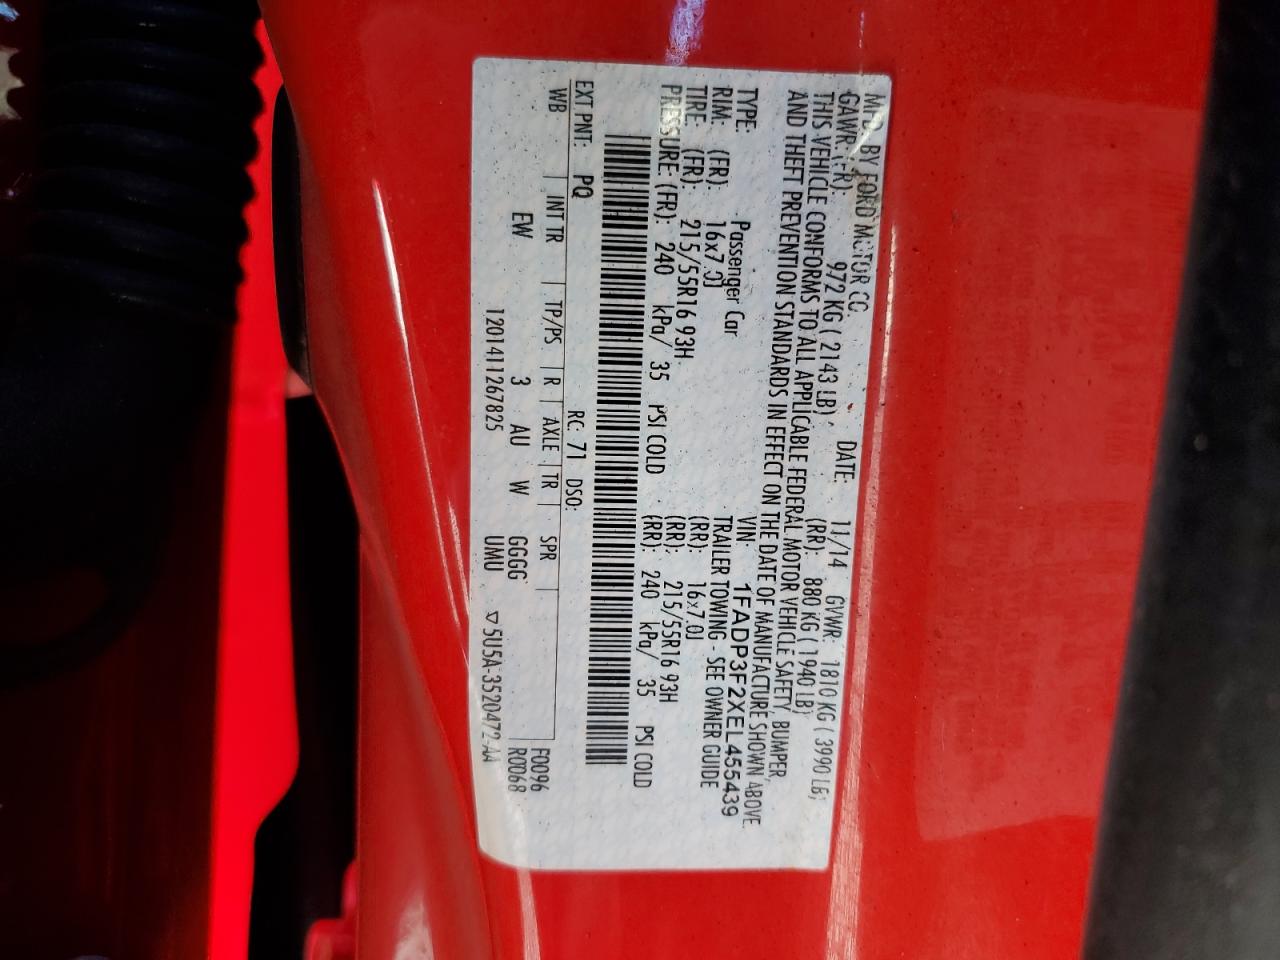 MFD. BY FORD MOTOR CO.
DATE: 11/14 GVWR: 1810 KG ( 3990 LB)
GAWR: (FR) 972 KG ( 2143 LB), (RR): 880 KG ( 1940 LB)
THIS VEHICLE CONFORMS TO ALL APPLICABLE FEDERAL MOTOR VEHICLE SAFETY, BUMPER,
AND THEFT PREVENTION STANDARDS IN EFFECT ON THE DATE OF MANUFACTURE SHOWN ABOVE.
VIN: 1FADP3F2XEL455439
TYPE: Passenger Car TRAILER TOWING - SEE OWNER GUIDE
RIM: (FR): 16x7.0J (RR): 16x7.0J
TIRE: (FR): 215/55R16 93H (RR): 215/55R16 93H
PRESSURE: (FR): 240 kPa/ 35 PSI COLD (RR): 240 kPa/ 35 PSI COLD
EXT PNT: PQ RC: 71 DSO:
WB INT TR TP/PS R AXLE TR SPR F0096
EW 3 AU W GGGG R0068
1201411267825 UMU ▽5U5A-3520472-AA